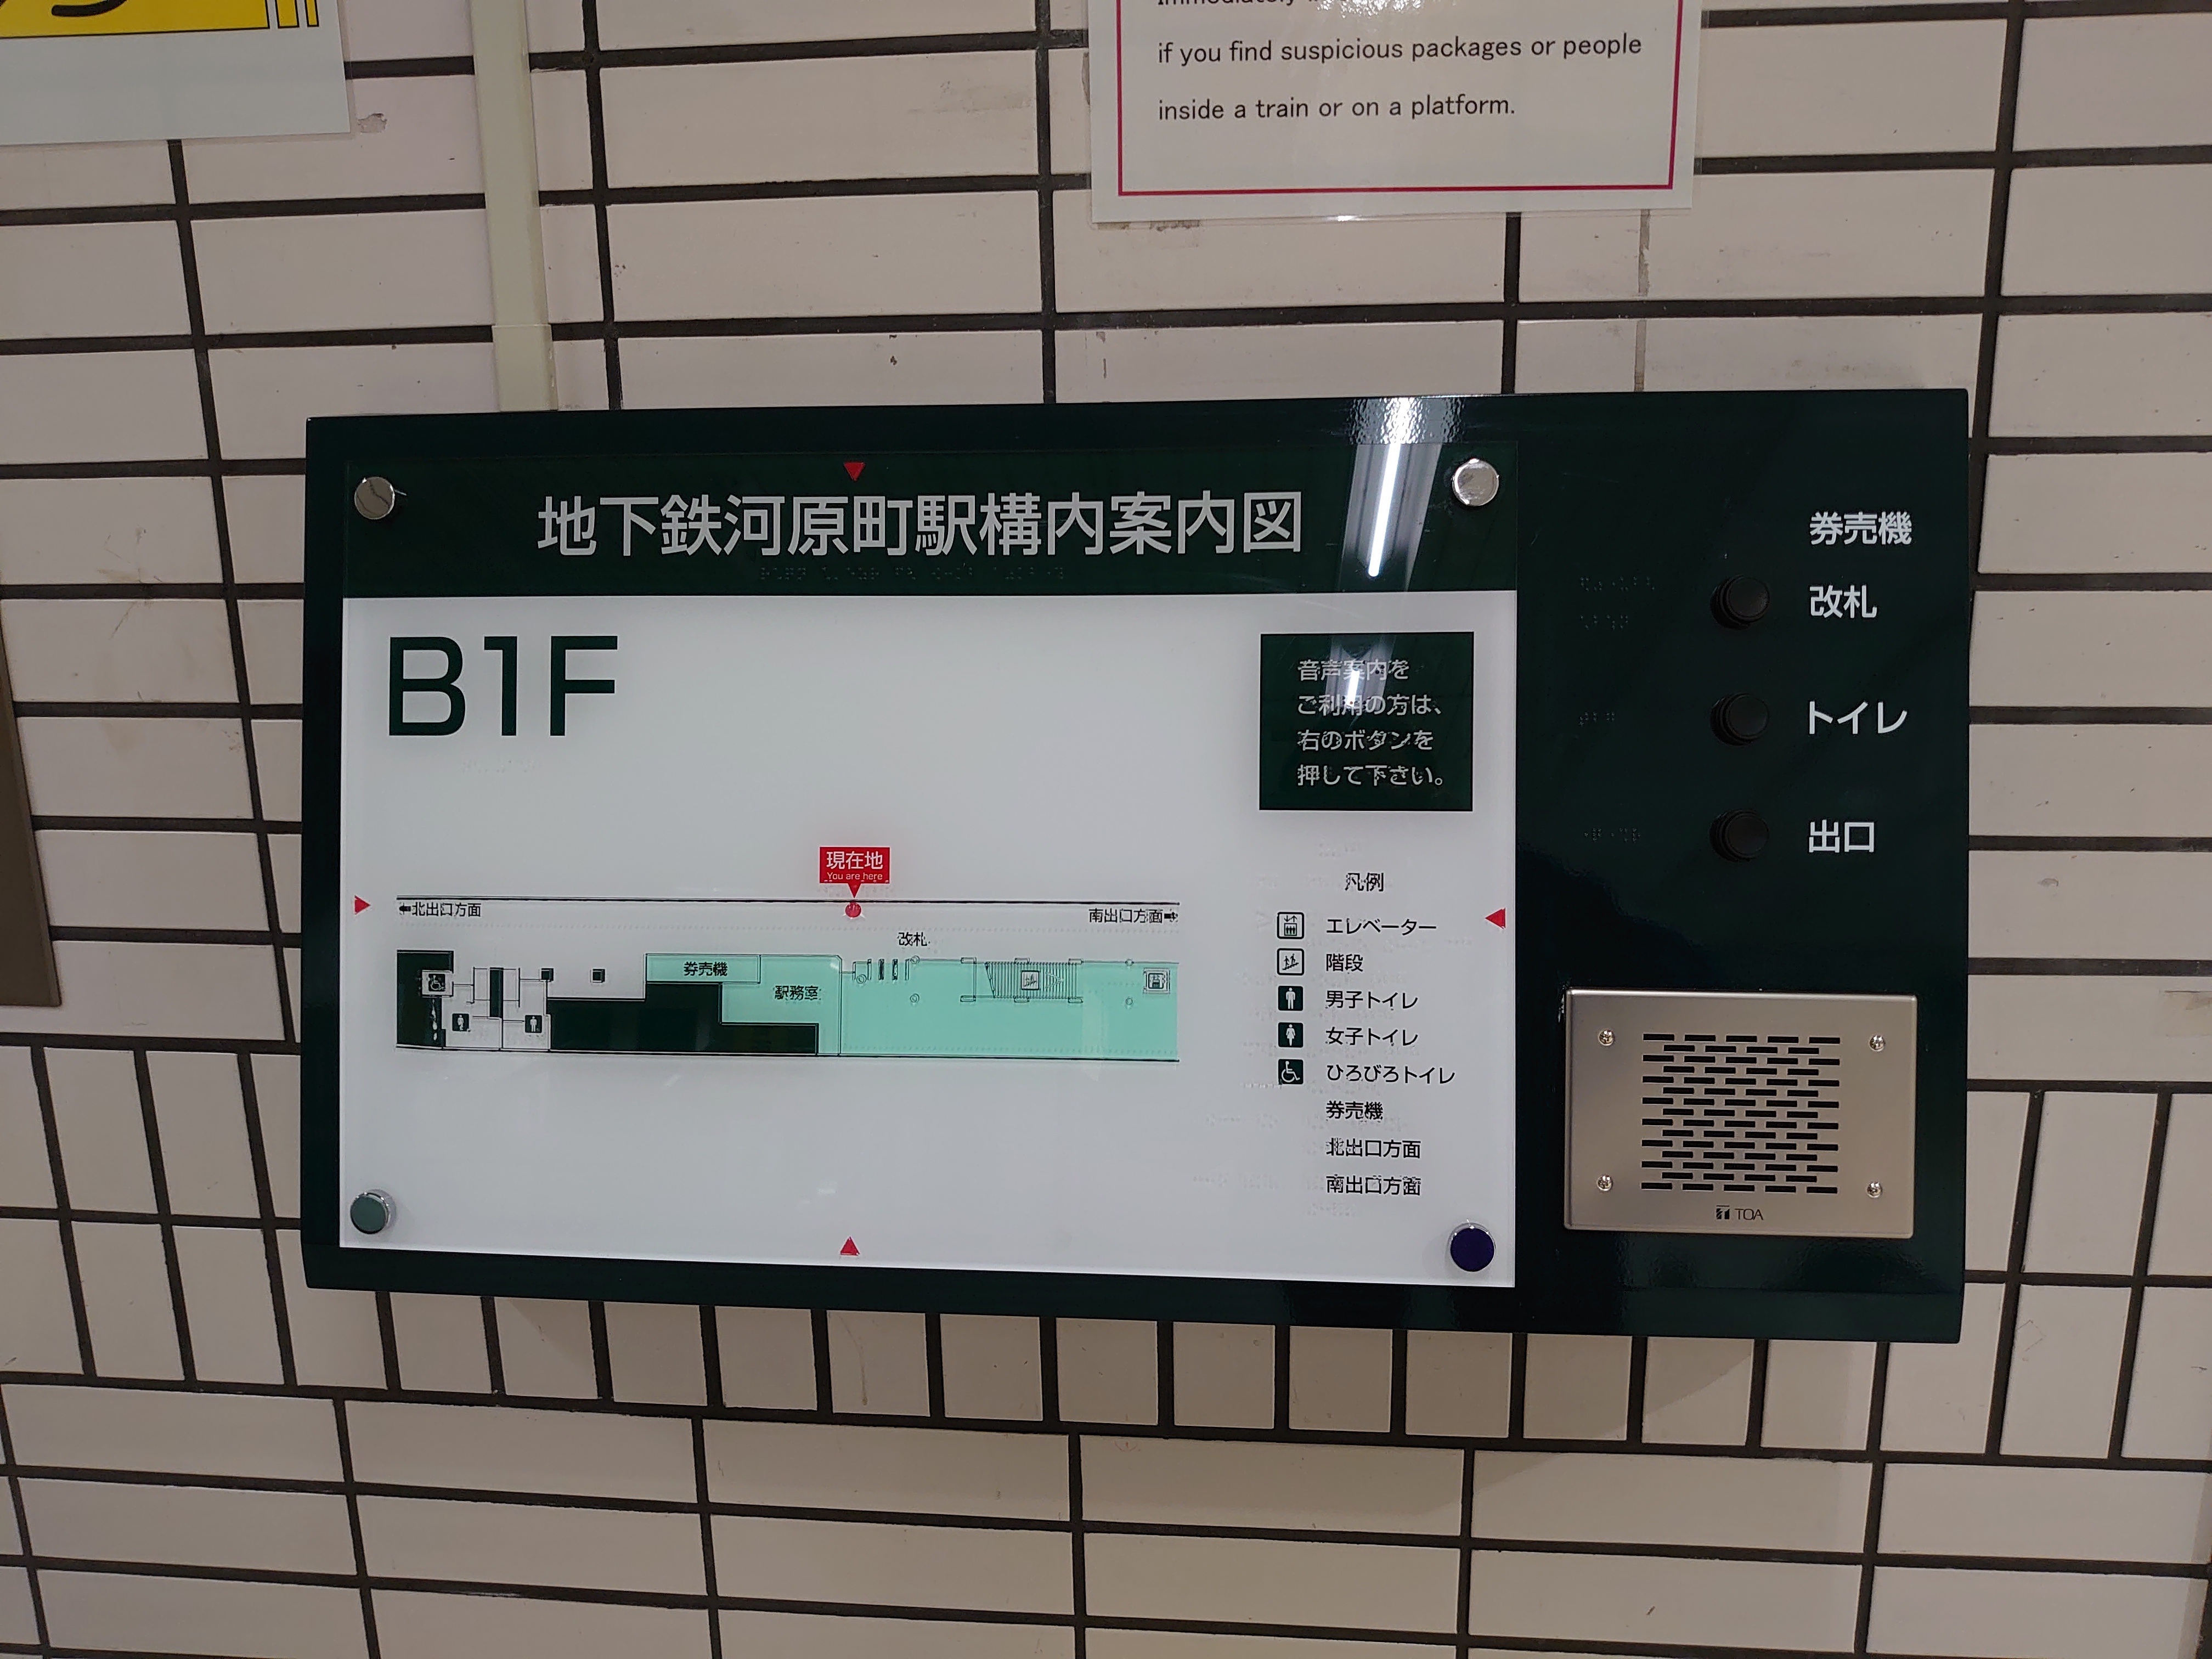 if you find suspicious packages or people
inside a train or on a platform.
地下鉄河原町駅構内案内図
B1F
音声案内を
ご利用の方は、
右のボタンを
押して下さい。
現在地
You are here
北出口方面
南出口方面
改札
券売機
駅務室
凡例
エレベーター
階段
男子トイレ
女子トイレ
ひろびろトイレ
券売機
北出口方面
南出口方面
券売機
改札
トイレ
出口
TOA